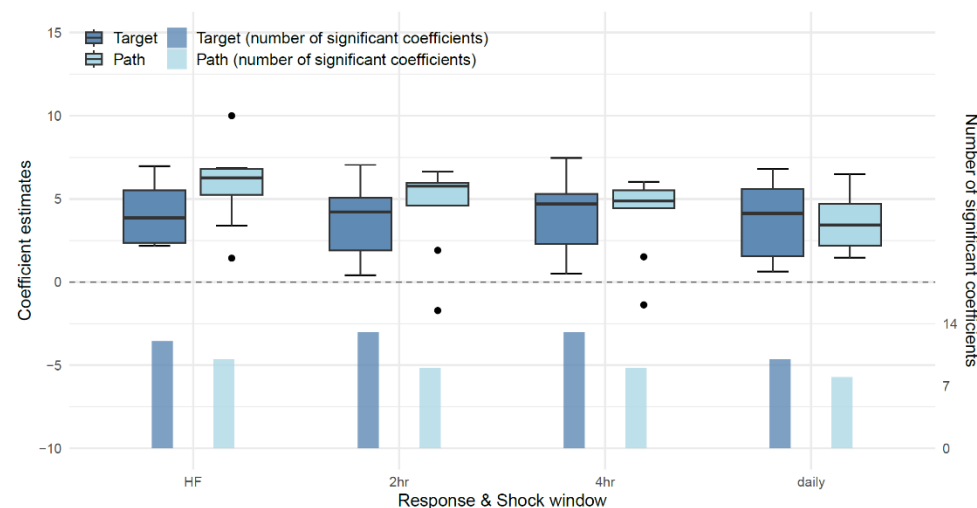 15
10
5
0
−5
−10
Coefficient estimates
Target
Target (number of significant coefficients)
Path
Path (number of significant coefficients)
14
7
0
Number of significant coefficients
HF
2hr
4hr
daily
Response & Shock window